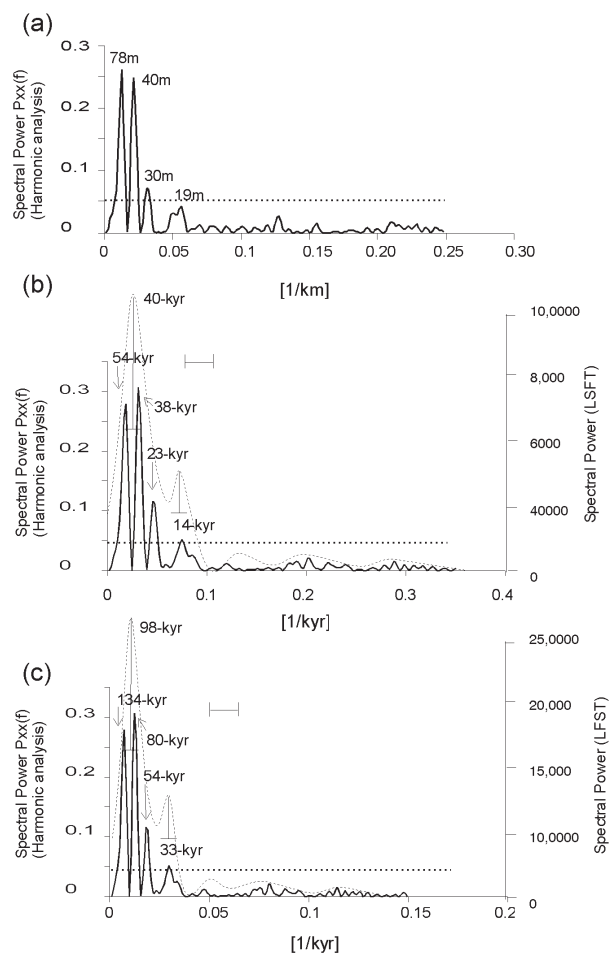 (a)
Spectral Power Pxx(f)
(Harmonic analysis)
0.3
0.2
0.1
0
78m
40m
30m
19m
0
0.05
0.10
0.15
0.20
0.25
0.30
[1/km]
(b)
Spectral Power Pxx(f)
(Harmonic analysis)
0.3
0.2
0.1
0
40-kyr
54-kyr
38-kyr
23-kyr
14-kyr
10,0000
8,000
6000
40000
0
Spectral Power (LSFT)
0
0.1
0.2
0.3
0.4
[1/kyr]
(c)
Spectral Power Pxx(f)
(Harmonic analysis)
0.3
0.2
0.1
0
98-kyr
134-kyr
80-kyr
54-kyr
33-kyr
25,0000
20,000
15,000
10,0000
0
Spectral Power (LFST)
0
0.05
0.1
0.15
0.2
[1/kyr]